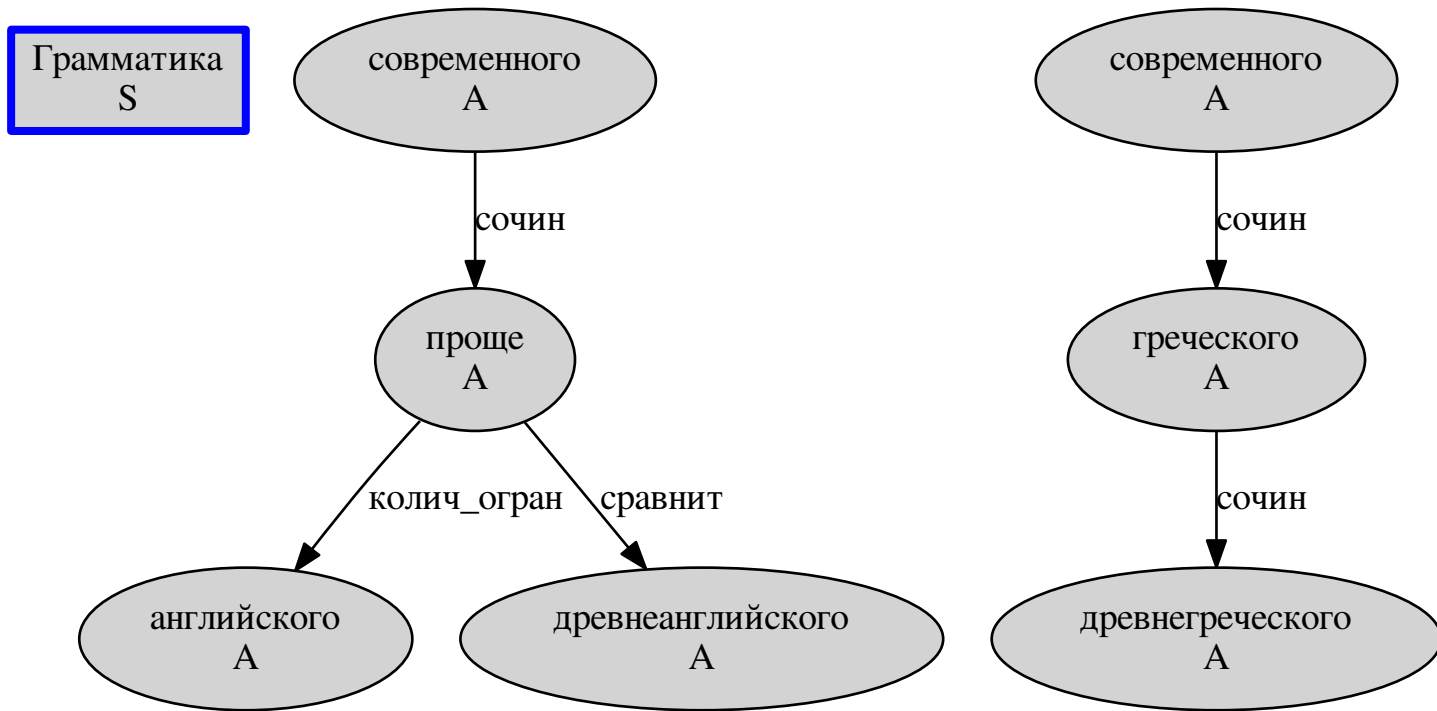 Грамматика
S
современного
A
современного
A
сочин
сочин
проще
A
греческого
A
колич_огран
сравнит
сочин
английского
A
древнеанглийского
A
древнегреческого
A